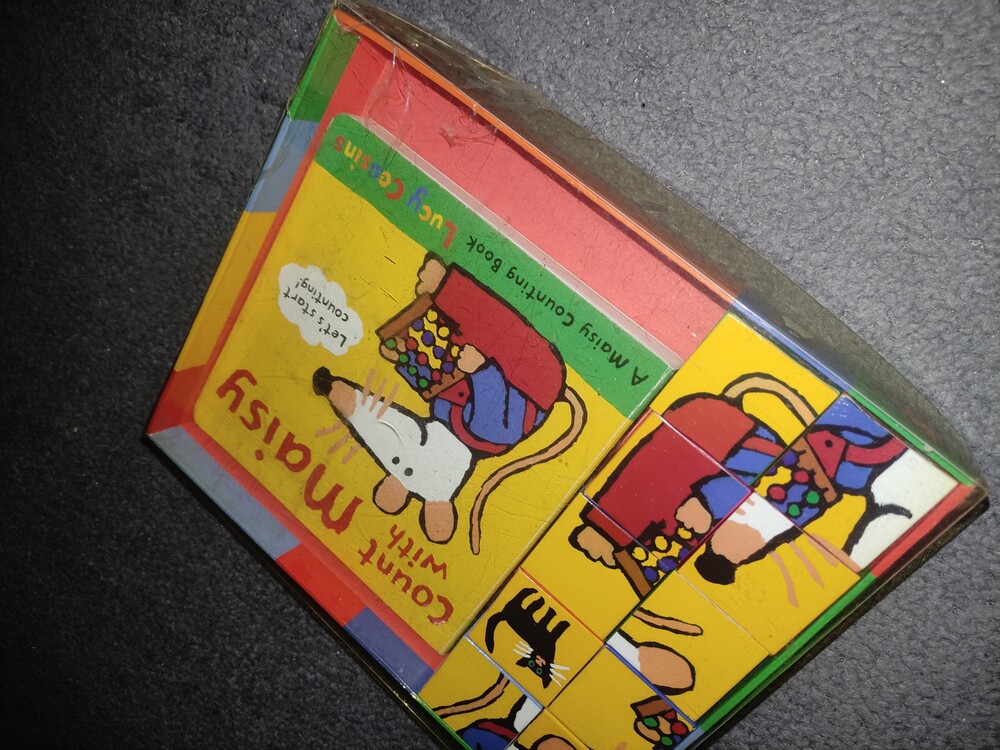 Count
with
Maisy
Let's start
counting!
A Maisy Counting Book Lucy Cousins